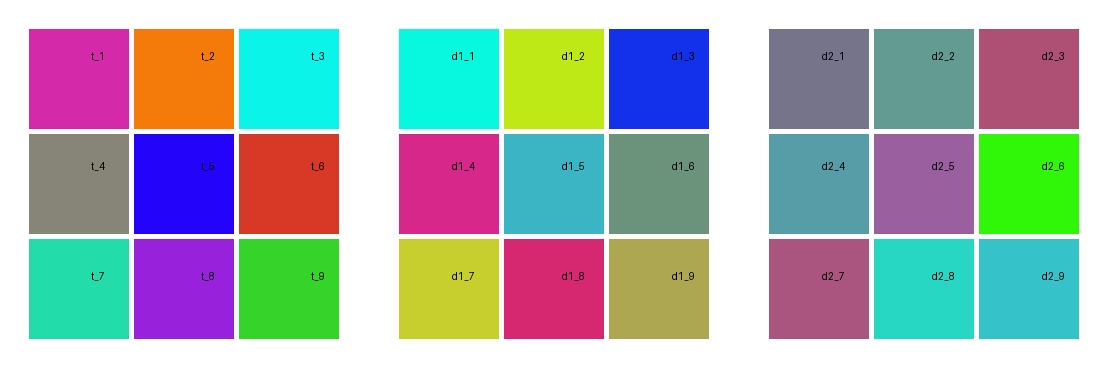 t_1 t_2 t_3 d1_1 d1_2 d1_3 d2_1 d2_2 d2_3
t_4 t_5 t_6 d1_4 d1_5 d1_6 d2_4 d2_5 d2_6
t_7 t_8 t_9 d1_7 d1_8 d1_9 d2_7 d2_8 d2_9